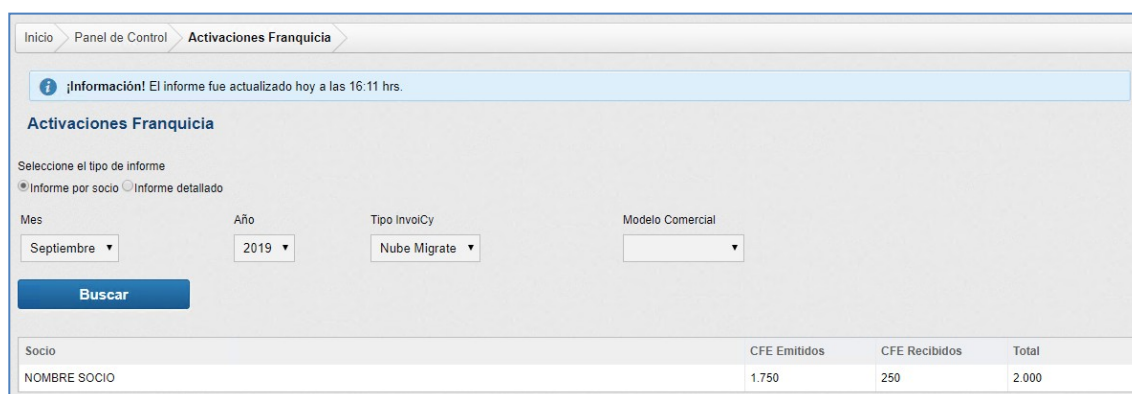 Inicio Panel de Control Activaciones Franquicia
¡Información! El informe fue actualizado hoy a las 16:11 hrs.
Activaciones Franquicia
Seleccione el tipo de informe
Informe por socio Informe detallado
Mes Año Tipo InvoiCy Modelo Comercial
Septiembre 2019 Nube Migrate
Buscar
Socio CFE Emitidos CFE Recibidos Total
NOMBRE SOCIO 1.750 250 2.000